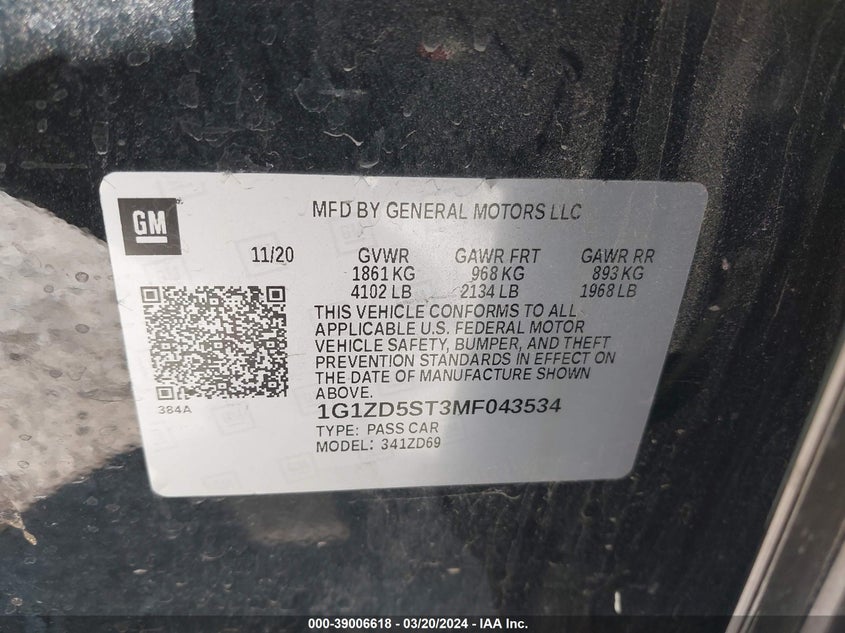 GM
MFD BY GENERAL MOTORS LLC
11/20 GVWR GAWR FRT GAWR RR
1861 KG 968 KG 893 KG
4102 LB 2134 LB 1968 LB
THIS VEHICLE CONFORMS TO ALL
APPLICABLE U.S. FEDERAL MOTOR
VEHICLE SAFETY, BUMPER, AND THEFT
PREVENTION STANDARDS IN EFFECT ON
THE DATE OF MANUFACTURE SHOWN
ABOVE.
384A
1G1ZD5ST3MF043534
TYPE: PASS CAR
MODEL: 341ZD69
000-39006618 - 03/20/2024 - IAA Inc.